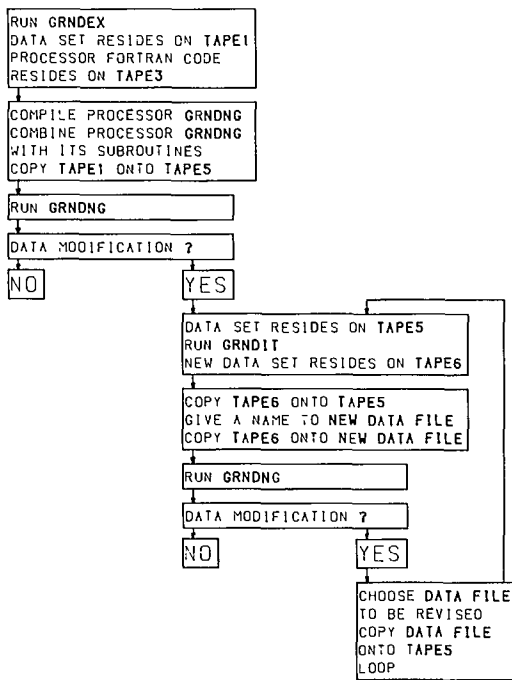 RUN GRNDEX
DATA SET RESIDES ON TAPE1
PROCESSOR FORTRAN CODE
RESIDES ON TAPE3
COMPILE PROCESSOR GRNDNG
COMBINE PROCESSOR GRNDNG
WITH ITS SUBROUTINES
COPY TAPE1 ONTO TAPE5
RUN GRNDNG
DATA MODIFICATION ?
NO
YES
DATA SET RESIDES ON TAPE5
RUN GRNDIT
NEW DATA SET RESIDES ON TAPE6
COPY TAPE6 ONTO TAPE5
GIVE A NAME TO NEW DATA FILE
COPY TAPE6 ONTO NEW DATA FILE
RUN GRNDNG
DATA MODIFICATION ?
NO
YES
CHOOSE DATA FILE
TO BE REVISED
COPY DATA FILE
ONTO TAPE5
LOOP